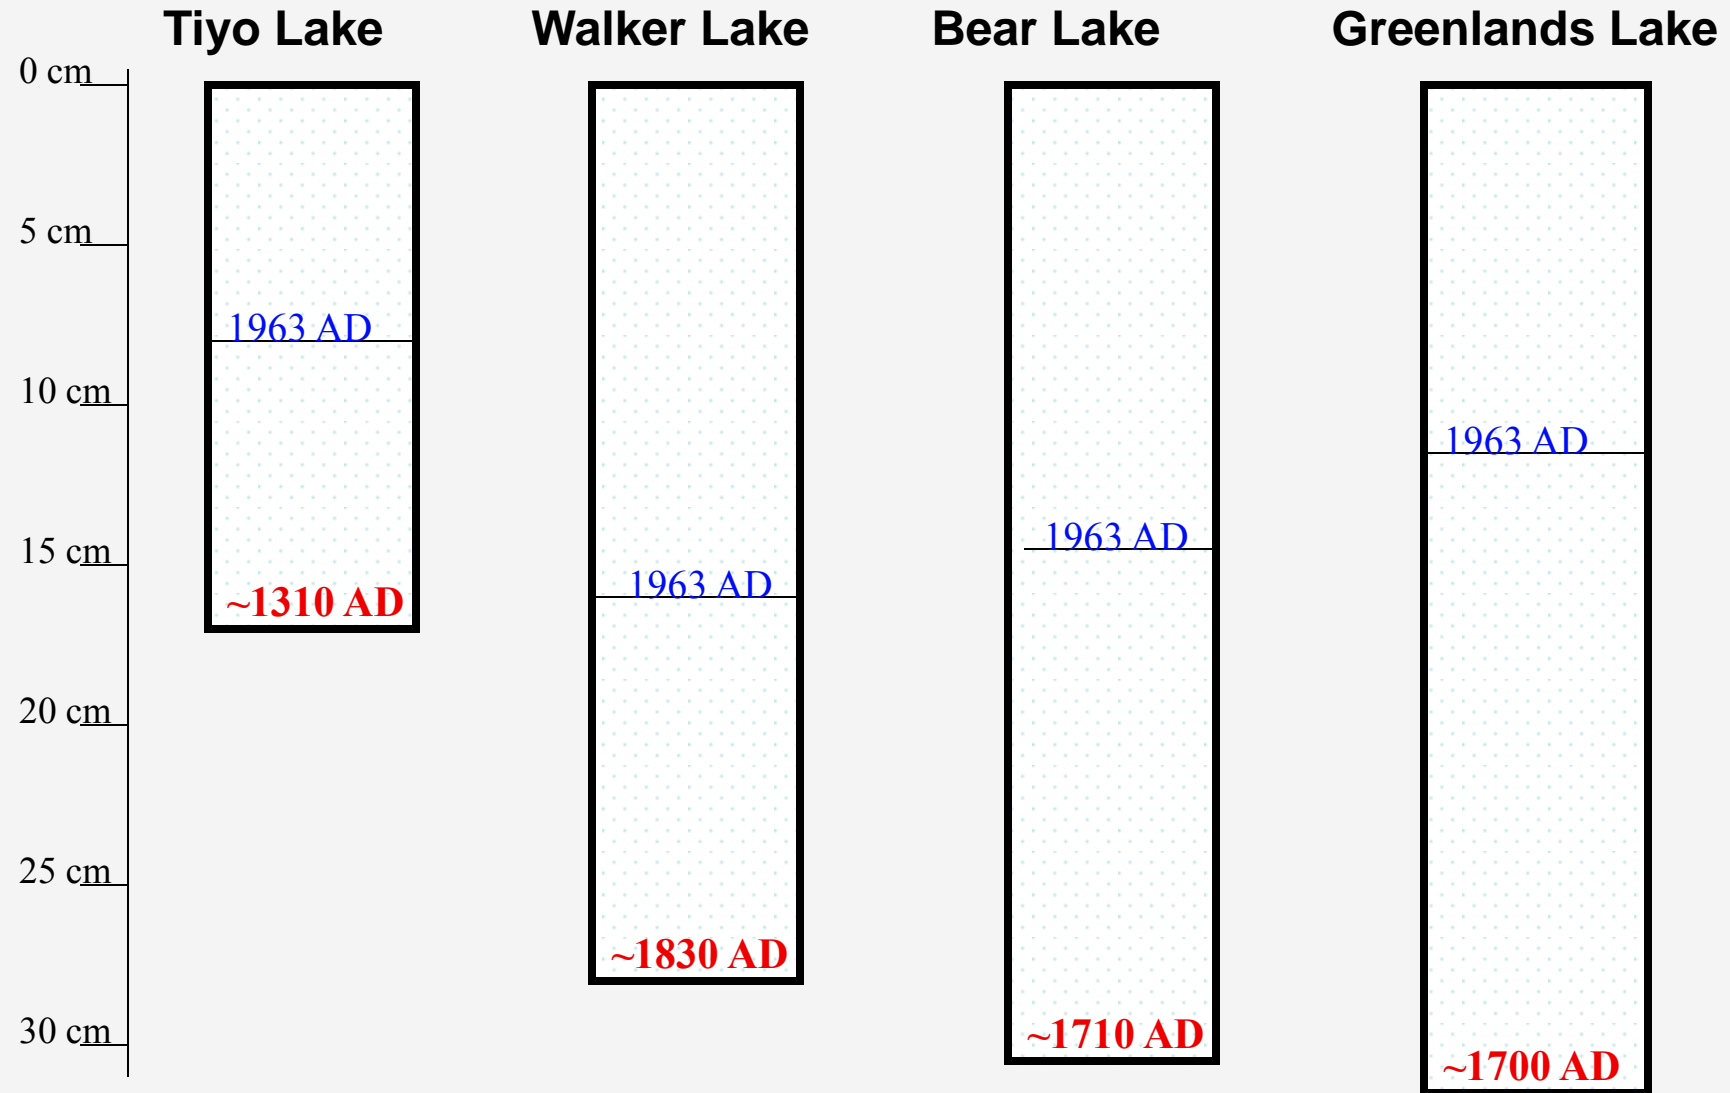 Tiyo Lake
Walker Lake
Bear Lake
Greenlands Lake
0 cm
5 cm
10 cm
15 cm
20 cm
25 cm
30 cm
1963 AD
~1310 AD
1963 AD
~1830 AD
1963 AD
~1710 AD
1963 AD
~1700 AD